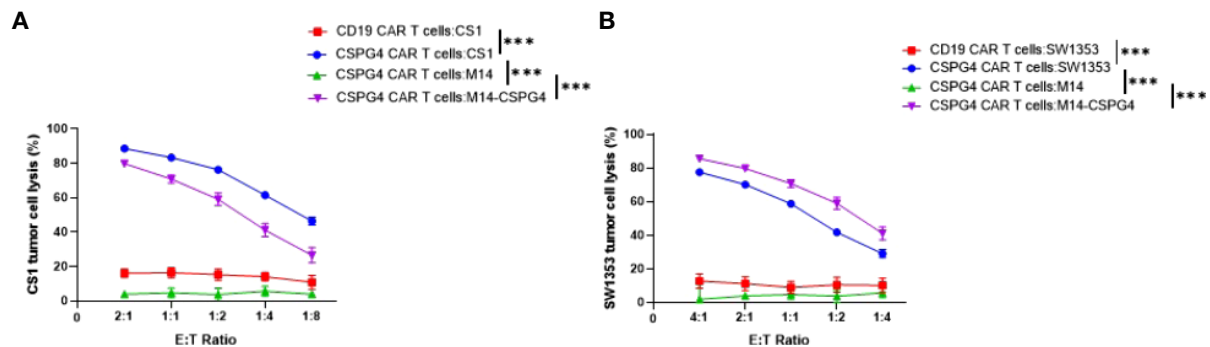 A
CD19 CAR T cells:CS1
CSPG4 CAR T cells:CS1
CSPG4 CAR T cells:M14
CSPG4 CAR T cells:M14-CSPG4
***
***
***
CS1 tumor cell lysis (%)
100
80
60
40
20
0
0
2:1
1:1
1:2
1:4
1:8
E:T Ratio
B
CD19 CAR T cells:SW1353
CSPG4 CAR T cells:SW1353
CSPG4 CAR T cells:M14
CSPG4 CAR T cells:M14-CSPG4
***
***
***
SW1353 tumor cell lysis (%)
100
80
60
40
20
0
0
4:1
2:1
1:1
1:2
1:4
E:T Ratio